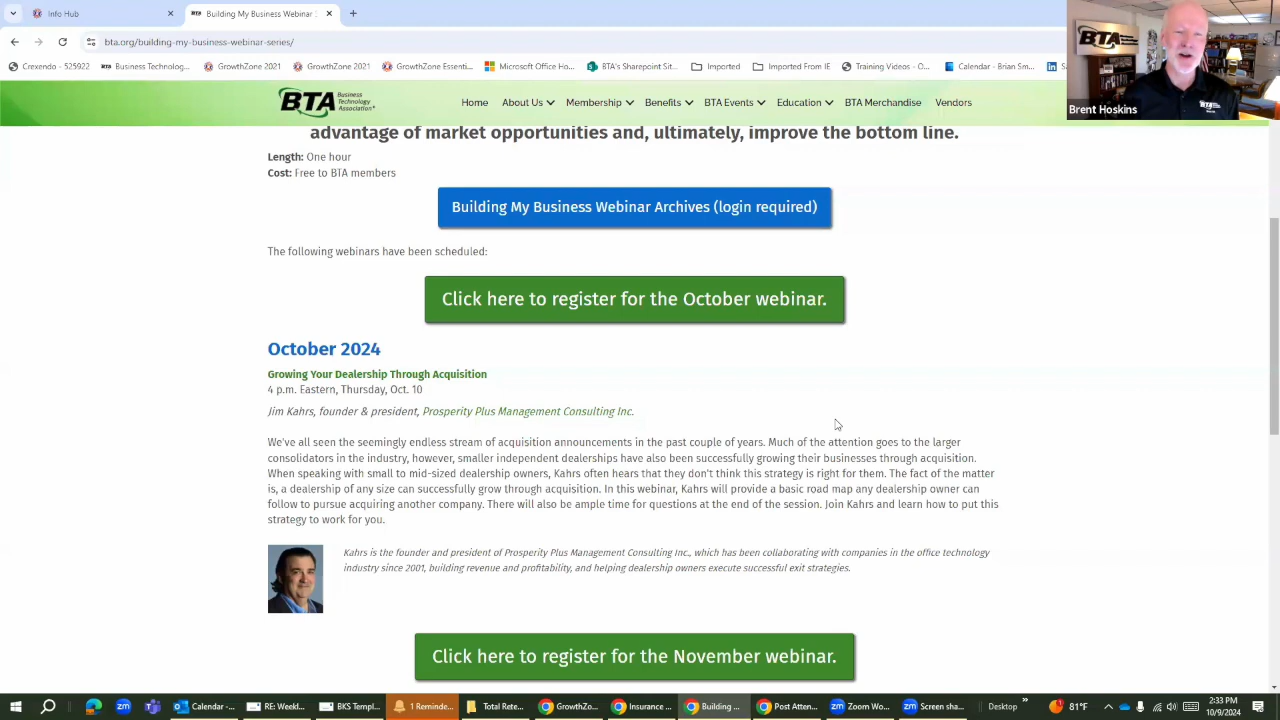 Info Hub
Building My Business Webinar
bta.org/building-my-business-webinar-series/
Crexendo - 525922
Business Technolog...
GrowthZone 2021
GrowthZone 2021
GrowthZone Essenti...
Microsoft Office Ho...
BTA's Sharepoint Sit...
Imported
Imported From IE
Training Videos - O...
Calendar - Brian Sm...
BTA
Brent Hoskins
BTA Business Technology Association
Home
About Us
Membership
Benefits
BTA Events
Education
BTA Merchandise
Vendors
advantage of market opportunities and, ultimately, improve the bottom line.
Length: One hour
Cost: Free to BTA members
Building My Business Webinar Archives (login required)
The following webinars have been scheduled:
Click here to register for the October webinar.
October 2024
Growing Your Dealership Through Acquisition
4 p.m. Eastern, Thursday, Oct. 10
Jim Kahrs, founder & president, Prosperity Plus Management Consulting Inc.
We've all seen the seemingly endless stream of acquisition announcements in the past couple of years. Much of the attention goes to the larger
consolidators in the industry, however, smaller independent dealerships have also been successfully growing their businesses through acquisition.
When speaking with small to mid-sized dealership owners, Kahrs often hears that they don't think this strategy is right for them. The fact of the matter
is, a dealership of any size can successfully grow through acquisition. In this webinar, Kahrs will provide a basic road map any dealership owner can
follow to pursue acquiring another company. There will also be ample time for questions at the end of the session. Join Kahrs and learn how to put this
strategy to work for you.
Kahrs is the founder and president of Prosperity Plus Management Consulting Inc., which has been collaborating with companies in the office technology
industry since 2001, building revenue and profitability, and helping dealership owners execute successful exit strategies.
Click here to register for the November webinar.
Calendar -...
RE: Weekl...
BKS Templ...
1 Reminde...
Total Rete...
GrowthZo...
Insurance ...
Building ...
Post Atten...
Zoom Wo...
Screen sha...
Desktop
81°F
2:33 PM
10/9/2024